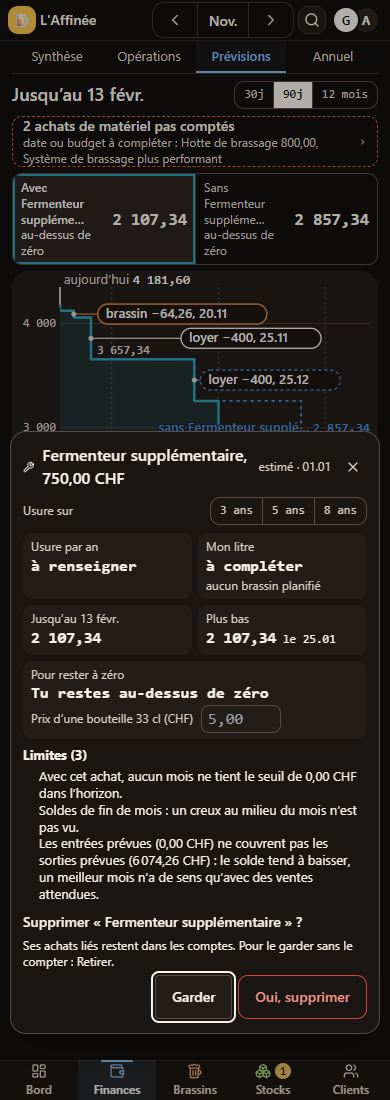 L'Affinée
Nov.
G A
Synthèse Opérations Prévisions Annuel
Jusqu'au 13 févr.
30j 90j 12 mois
2 achats de matériel pas comptés
date ou budget à compléter : Hotte de brassage 800,00,
Système de brassage plus performant
Avec
Fermenteur
suppléme…
au-dessus de
zéro
2 107,34
Sans
Fermenteur
suppléme…
au-dessus de
zéro
2 857,34
aujourd'hui 4 181,60
brassin −64,26, 20.11
4 000
loyer −400, 25.11
3 657,34
loyer −400, 25.12
3 000
sans Fermenteur supplé… 2 857,34
Fermenteur supplémentaire,
750,00 CHF
estimé · 01.01
Usure sur
3 ans 5 ans 8 ans
Usure par an
à renseigner
Mon litre
à compléter
aucun brassin planifié
Jusqu'au 13 févr.
2 107,34
Plus bas
2 107,34 le 25.01
Pour rester à zéro
Tu restes au-dessus de zéro
Prix d'une bouteille 33 cl (CHF) 5,00
Limites (3)
Avec cet achat, aucun mois ne tient le seuil de 0,00 CHF
dans l'horizon.
Soldes de fin de mois : un creux au milieu du mois n'est
pas vu.
Les entrées prévues (0,00 CHF) ne couvrent pas les
sorties prévues (6 074,26 CHF) : le solde tend à baisser,
un meilleur mois n'a de sens qu'avec des ventes
attendues.
Supprimer « Fermenteur supplémentaire » ?
Ses achats liés restent dans les comptes. Pour le garder sans le
compter : Retirer.
Garder
Oui, supprimer
1
Bord Finances Brassins Stocks Clients